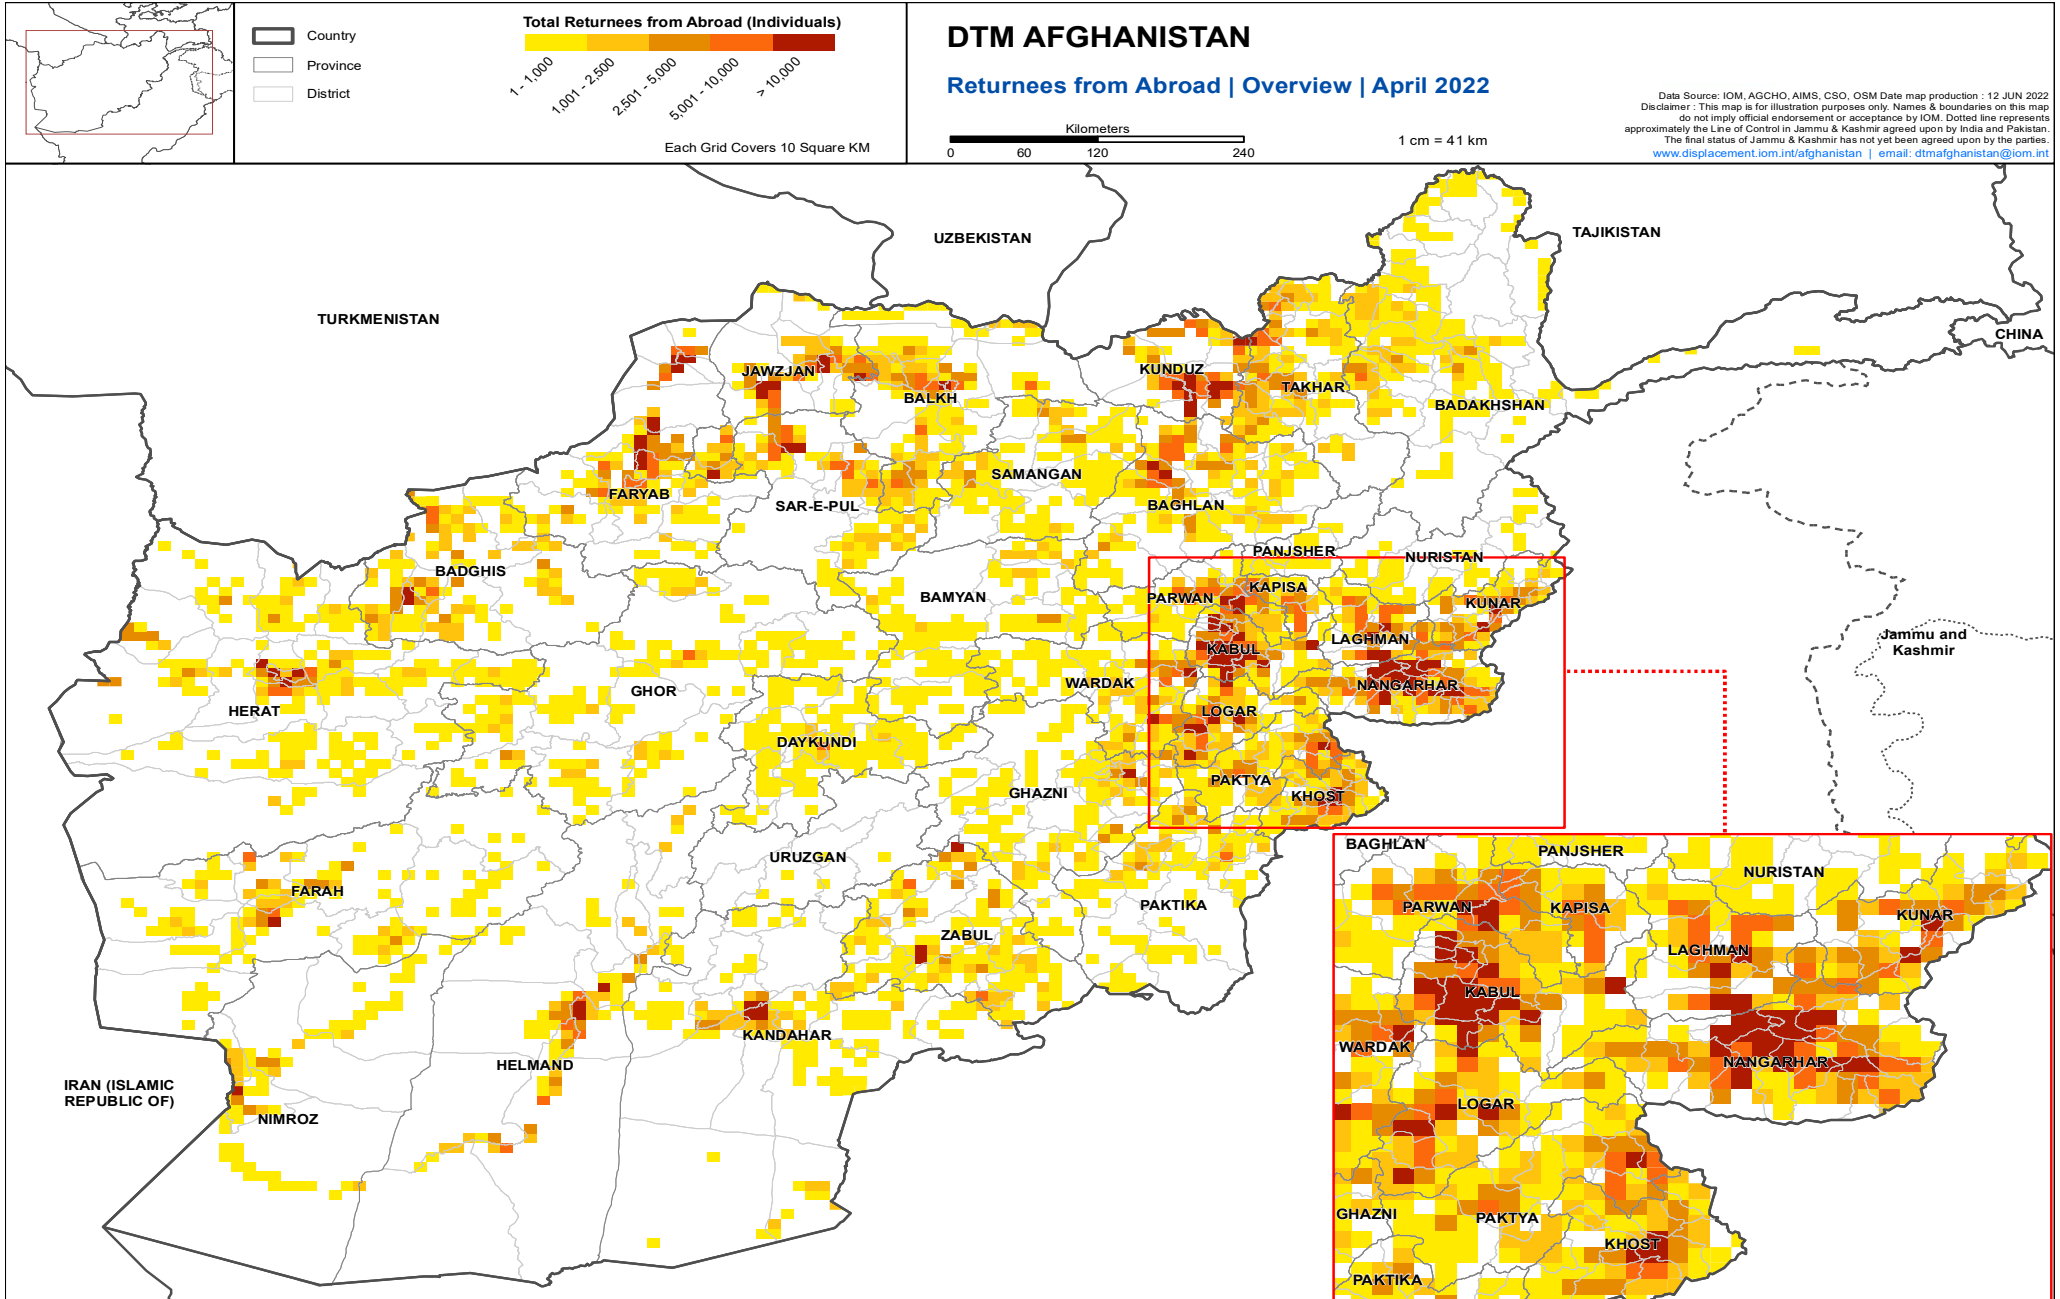 Country
Province
District
Total Returnees from Abroad (Individuals)
1 - 1,000
1,001 - 2,500
2,501 - 5,000
5,001 - 10,000
> 10,000
Each Grid Covers 10 Square KM
DTM AFGHANISTAN
Returnees from Abroad | Overview | April 2022
Kilometers
0 60 120 240
1 cm = 41 km
Data Source: IOM, AGCHO, AIMS, CSO, OSM Date map production : 12 JUN 2022
Disclaimer : This map is for illustration purposes only. Names & boundaries on this map
do not imply official endorsement or acceptance by IOM. Dotted line represents
approximately the Line of Control in Jammu & Kashmir agreed upon by India and Pakistan.
The final status of Jammu & Kashmir has not yet been agreed upon by the parties.
www.displacement.iom.int/afghanistan | email: dtmafghanistan@iom.int
TAJIKISTAN
UZBEKISTAN
TURKMENISTAN
CHINA
KUNDUZ
JAWZJAN
TAKHAR
BALKH
BADAKHSHAN
SAMANGAN
FARYAB
SAR-E-PUL
BAGHLAN
PANJSHER
NURISTAN
BADGHIS
KAPISA
BAMYAN
PARWAN
KUNAR
LAGHMAN
Jammu and
Kashmir
KABUL
WARDAK
NANGARHAR
GHOR
HERAT
LOGAR
DAYKUNDI
PAKTYA
GHAZNI
KHOST
URUZGAN
FARAH
PAKTIKA
ZABUL
KANDAHAR
HELMAND
IRAN (ISLAMIC
REPUBLIC OF)
NIMROZ
BAGHLAN
PANJSHER
NURISTAN
PARWAN
KAPISA
KUNAR
LAGHMAN
KABUL
WARDAK
NANGARHAR
LOGAR
GHAZNI
PAKTYA
KHOST
PAKTIKA